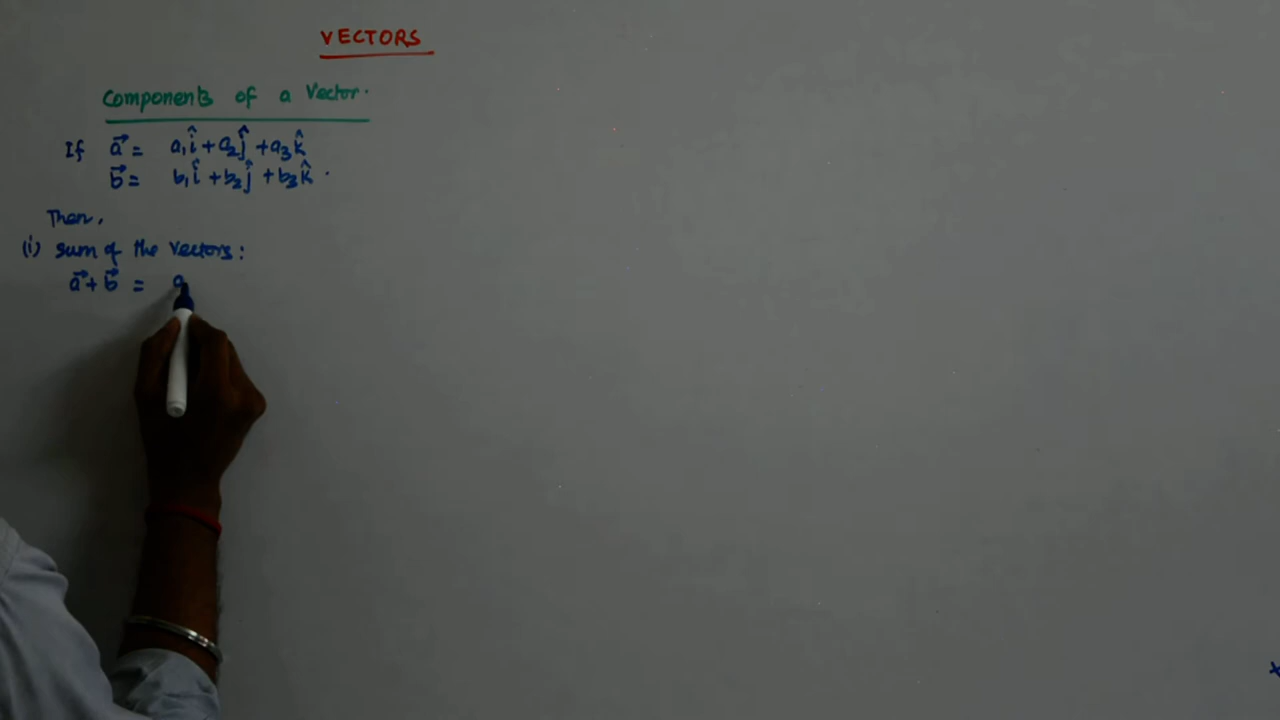 VECTORS
Components of a Vector.
If a⃗ = a₁î + a₂ĵ + a₃k̂
b⃗ = b₁î + b₂ĵ + b₃k̂ .
Then,
(i) Sum of the vectors:
a⃗ + b⃗ = a